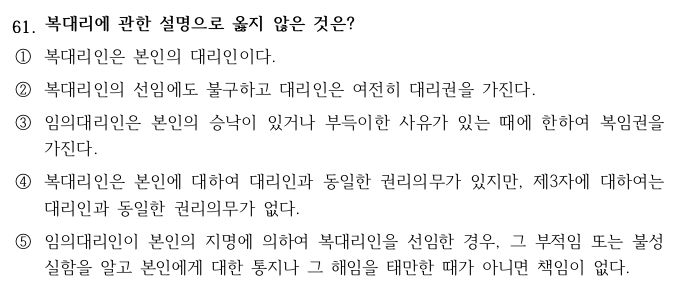 61. 복대리에 관한 설명으로 옳지 않은 것은?
① 복대리인은 본인의 대리인이다.
② 복대리인의 선임에도 불구하고 대리인은 여전히 대리권을 가진다.
③ 임의대리인은 본인의 승낙이 있거나 부득이한 사유가 있는 때에 한하여 복임권을
가진다.
④ 복대리인은 본인에 대하여 대리인과 동일한 권리의무가 있지만, 제3자에 대하여는
대리인과 동일한 권리의무가 없다.
⑤ 임의대리인이 본인의 지명에 의하여 복대리인을 선임한 경우, 그 부적임 또는 불성
실함을 알고 본인에게 대한 통지나 그 해임을 태만한 때가 아니면 책임이 없다.